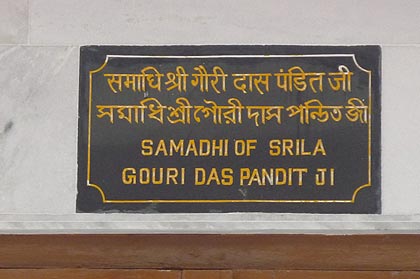 समाधि श्री गौरी दास पंडित जी
সমাধি শ্রী গৌরী দাস পন্ডিত জী
SAMADHI OF SRILA
GOURI DAS PANDIT JI